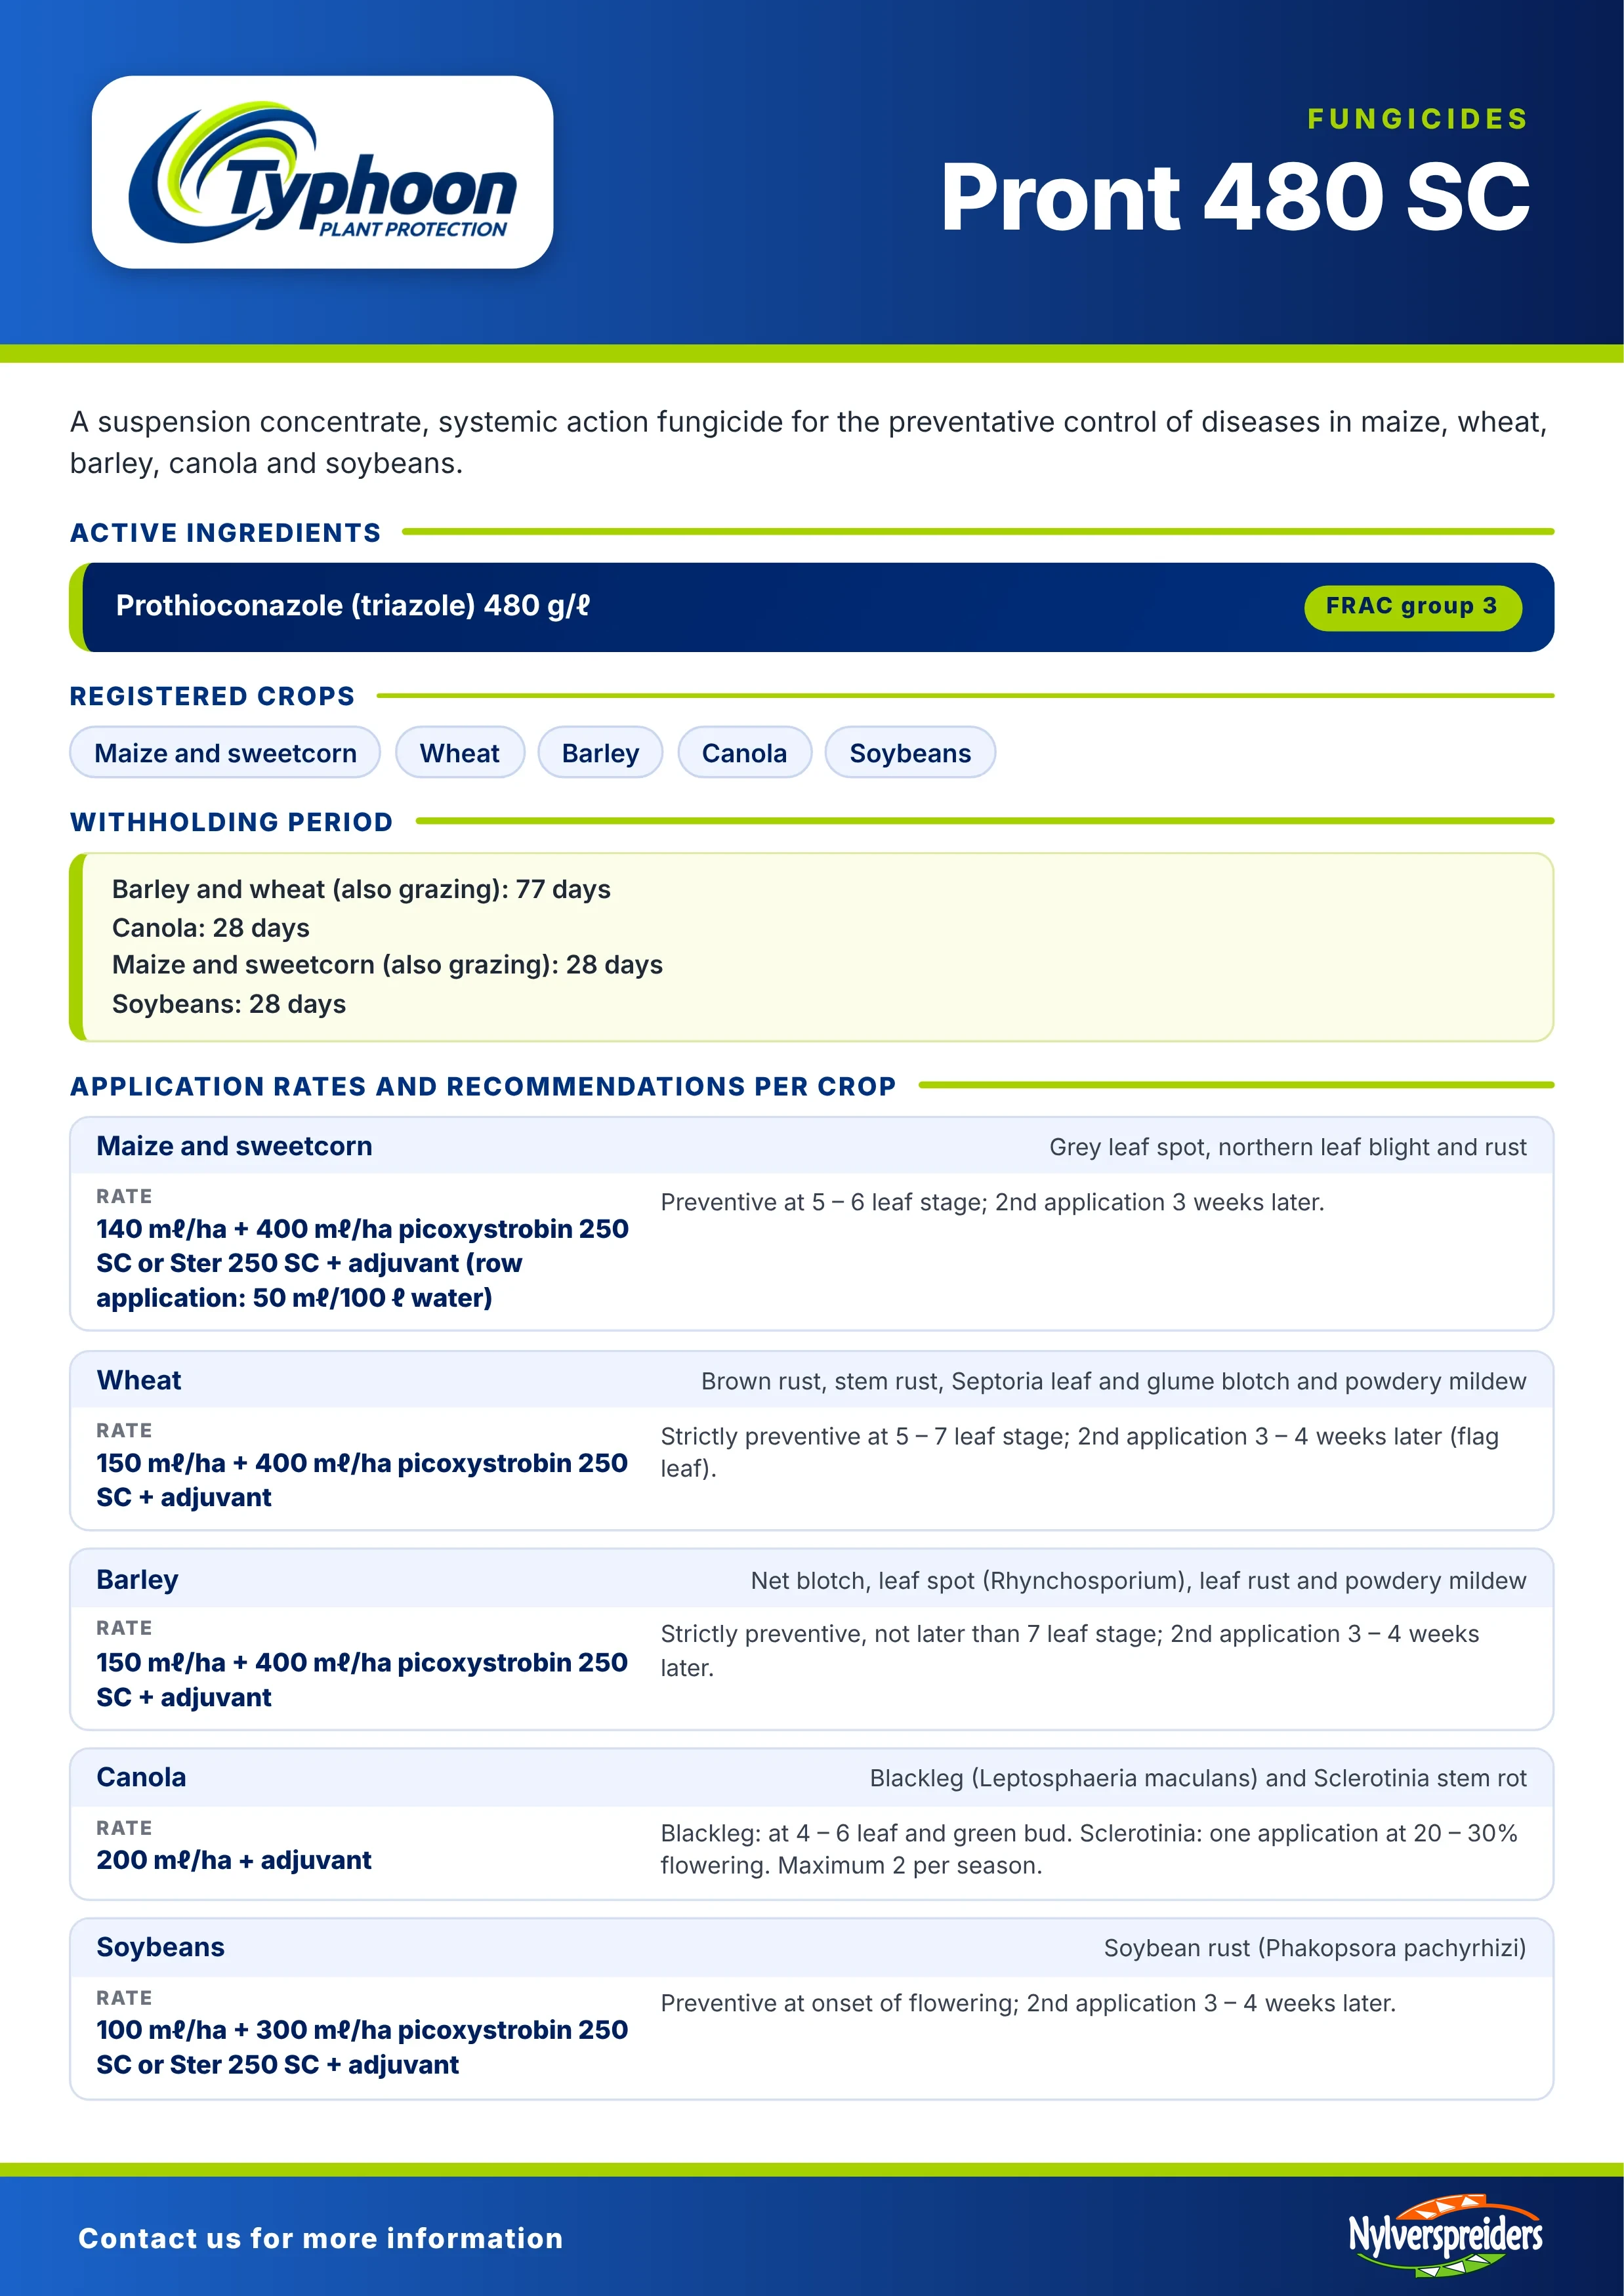 Typhoon
PLANT PROTECTION
FUNGICIDES
Pront 480 SC
A suspension concentrate, systemic action fungicide for the preventative control of diseases in maize, wheat,
barley, canola and soybeans.
ACTIVE INGREDIENTS
Prothioconazole (triazole) 480 g/ℓ
FRAC group 3
REGISTERED CROPS
Maize and sweetcorn Wheat Barley Canola Soybeans
WITHHOLDING PERIOD
Barley and wheat (also grazing): 77 days
Canola: 28 days
Maize and sweetcorn (also grazing): 28 days
Soybeans: 28 days
APPLICATION RATES AND RECOMMENDATIONS PER CROP
Maize and sweetcorn
Grey leaf spot, northern leaf blight and rust
RATE
140 mℓ/ha + 400 mℓ/ha picoxystrobin 250
SC or Ster 250 SC + adjuvant (row
application: 50 mℓ/100 ℓ water)
Preventive at 5 – 6 leaf stage; 2nd application 3 weeks later.
Wheat
Brown rust, stem rust, Septoria leaf and glume blotch and powdery mildew
RATE
150 mℓ/ha + 400 mℓ/ha picoxystrobin 250
SC + adjuvant
Strictly preventive at 5 – 7 leaf stage; 2nd application 3 – 4 weeks later (flag
leaf).
Barley
Net blotch, leaf spot (Rhynchosporium), leaf rust and powdery mildew
RATE
150 mℓ/ha + 400 mℓ/ha picoxystrobin 250
SC + adjuvant
Strictly preventive, not later than 7 leaf stage; 2nd application 3 – 4 weeks
later.
Canola
Blackleg (Leptosphaeria maculans) and Sclerotinia stem rot
RATE
200 mℓ/ha + adjuvant
Blackleg: at 4 – 6 leaf and green bud. Sclerotinia: one application at 20 – 30%
flowering. Maximum 2 per season.
Soybeans
Soybean rust (Phakopsora pachyrhizi)
RATE
100 mℓ/ha + 300 mℓ/ha picoxystrobin 250
SC or Ster 250 SC + adjuvant
Preventive at onset of flowering; 2nd application 3 – 4 weeks later.
Contact us for more information
Nylverspreiders